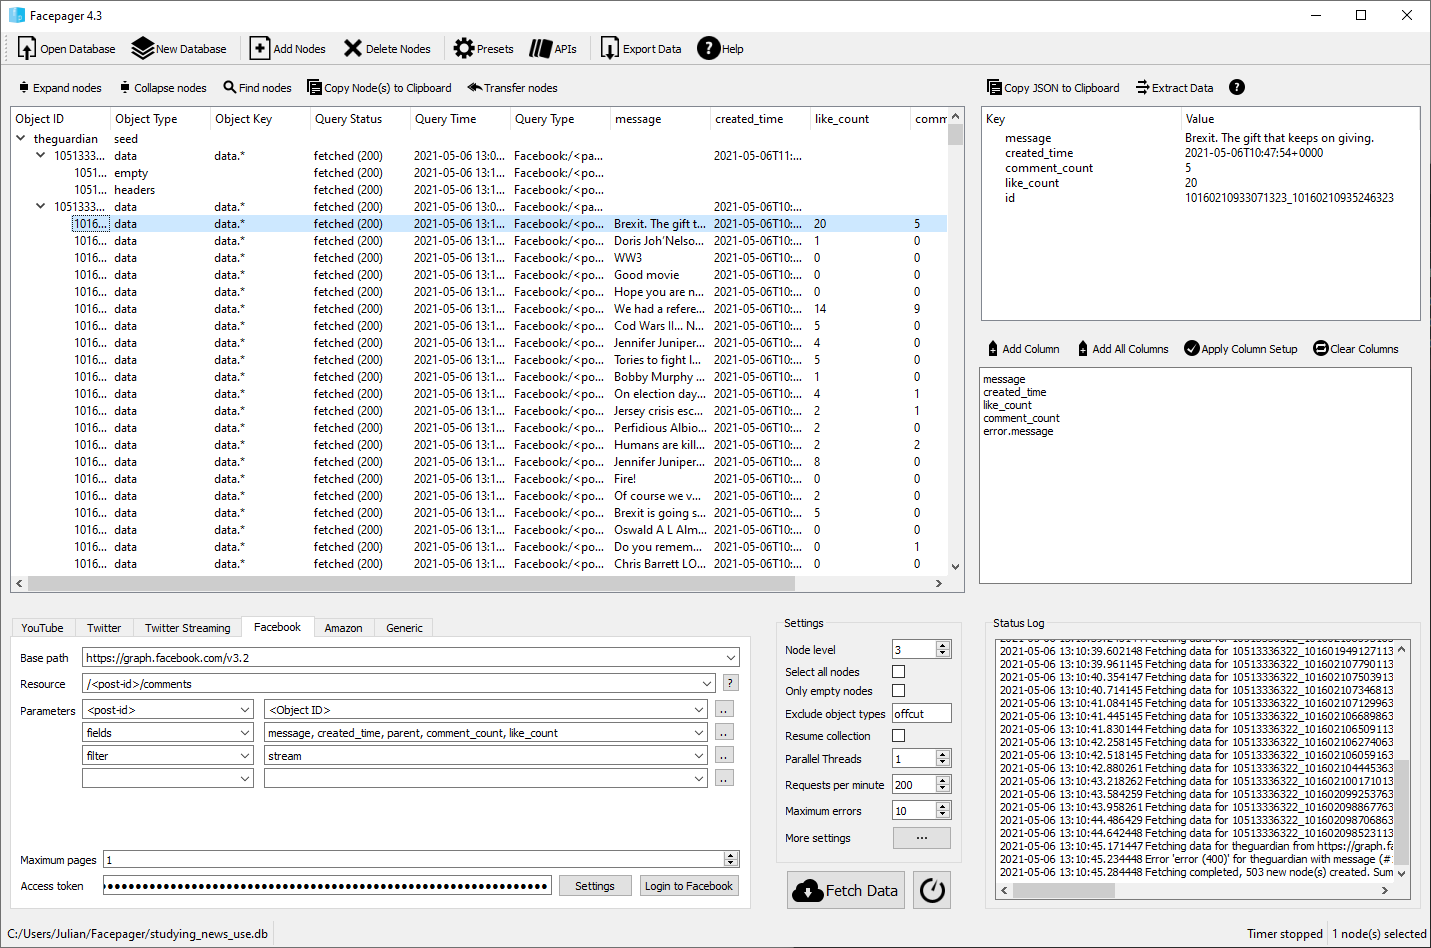 Facepager 4.3
Open Database New Database Add Nodes Delete Nodes Presets APIs Export Data Help
Expand nodes Collapse nodes Find nodes Copy Node(s) to Clipboard Transfer nodes
Object ID Object Type Object Key Query Status Query Time Query Type message created_time like_count comm
theguardian seed
1051333... data data.* fetched (200) 2021-05-06 13:0... Facebook:/<pa... 2021-05-06T11:...
1051... empty fetched (200) 2021-05-06 13:0... Facebook:/<pa...
1051... headers fetched (200) 2021-05-06 13:0... Facebook:/<pa...
1051333... data data.* fetched (200) 2021-05-06 13:0... Facebook:/<pa... 2021-05-06T10:...
1016... data data.* fetched (200) 2021-05-06 13:1... Facebook:/<po... Brexit. The gift t... 2021-05-06T10:... 20 5
1016... data data.* fetched (200) 2021-05-06 13:1... Facebook:/<po... Doris Joh'Nelso... 2021-05-06T10:... 1 0
1016... data data.* fetched (200) 2021-05-06 13:1... Facebook:/<po... WW3 2021-05-06T10:... 0 0
1016... data data.* fetched (200) 2021-05-06 13:1... Facebook:/<po... Good movie 2021-05-06T10:... 0 0
1016... data data.* fetched (200) 2021-05-06 13:1... Facebook:/<po... Hope you are n... 2021-05-06T10:... 0 0
1016... data data.* fetched (200) 2021-05-06 13:1... Facebook:/<po... We had a refere... 2021-05-06T10:... 14 9
1016... data data.* fetched (200) 2021-05-06 13:1... Facebook:/<po... Cod Wars II... N... 2021-05-06T10:... 5 0
1016... data data.* fetched (200) 2021-05-06 13:1... Facebook:/<po... Jennifer Juniper... 2021-05-06T10:... 4 0
1016... data data.* fetched (200) 2021-05-06 13:1... Facebook:/<po... Tories to fight I... 2021-05-06T10:... 5 0
1016... data data.* fetched (200) 2021-05-06 13:1... Facebook:/<po... Bobby Murphy ... 2021-05-06T10:... 1 0
1016... data data.* fetched (200) 2021-05-06 13:1... Facebook:/<po... On election day... 2021-05-06T10:... 4 1
1016... data data.* fetched (200) 2021-05-06 13:1... Facebook:/<po... Jersey crisis esc... 2021-05-06T10:... 2 1
1016... data data.* fetched (200) 2021-05-06 13:1... Facebook:/<po... Perfidious Albio... 2021-05-06T10:... 2 0
1016... data data.* fetched (200) 2021-05-06 13:1... Facebook:/<po... Humans are kill... 2021-05-06T10:... 2 2
1016... data data.* fetched (200) 2021-05-06 13:1... Facebook:/<po... Jennifer Juniper... 2021-05-06T10:... 8 0
1016... data data.* fetched (200) 2021-05-06 13:1... Facebook:/<po... Fire! 2021-05-06T10:... 0 0
1016... data data.* fetched (200) 2021-05-06 13:1... Facebook:/<po... Of course we v... 2021-05-06T10:... 2 0
1016... data data.* fetched (200) 2021-05-06 13:1... Facebook:/<po... Brexit is going s... 2021-05-06T10:... 5 0
1016... data data.* fetched (200) 2021-05-06 13:1... Facebook:/<po... Oswald A L Alm... 2021-05-06T10:... 0 0
1016... data data.* fetched (200) 2021-05-06 13:1... Facebook:/<po... Do you remem... 2021-05-06T10:... 0 1
1016... data data.* fetched (200) 2021-05-06 13:1... Facebook:/<po... Chris Barrett LO... 2021-05-06T10:... 0 0
Copy JSON to Clipboard Extract Data ?
Key Value
message Brexit. The gift that keeps on giving.
created_time 2021-05-06T10:47:54+0000
comment_count 5
like_count 20
id 10160210933071323_10160210935246323
Add Column Add All Columns Apply Column Setup Clear Columns
message
created_time
like_count
comment_count
error.message
YouTube Twitter Twitter Streaming Facebook Amazon Generic
Base path https://graph.facebook.com/v3.2
Resource /<post-id>/comments ?
Parameters <post-id> <Object ID> ..
fields message, created_time, parent, comment_count, like_count ..
filter stream ..
..
Maximum pages 1
Access token Settings Login to Facebook
Settings
Node level 3
Select all nodes
Only empty nodes
Exclude object types offcut
Resume collection
Parallel Threads 1
Requests per minute 200
Maximum errors 10
More settings ...
Fetch Data
Status Log
2021-05-06 13:10:39.602148 Fetching data for 10513336322_101601949127113
2021-05-06 13:10:39.961145 Fetching data for 10513336322_101602107790113
2021-05-06 13:10:40.354147 Fetching data for 10513336322_101602107503913
2021-05-06 13:10:40.714145 Fetching data for 10513336322_101602107346813
2021-05-06 13:10:41.084145 Fetching data for 10513336322_101602107129963
2021-05-06 13:10:41.445145 Fetching data for 10513336322_101602106689863
2021-05-06 13:10:41.830144 Fetching data for 10513336322_101602106509113
2021-05-06 13:10:42.258145 Fetching data for 10513336322_101602106274063
2021-05-06 13:10:42.518145 Fetching data for 10513336322_101602106059163
2021-05-06 13:10:42.880261 Fetching data for 10513336322_101602104445363
2021-05-06 13:10:43.218262 Fetching data for 10513336322_101602100171013
2021-05-06 13:10:43.584259 Fetching data for 10513336322_101602099253763
2021-05-06 13:10:43.958261 Fetching data for 10513336322_101602098867763
2021-05-06 13:10:44.486429 Fetching data for 10513336322_101602098706863
2021-05-06 13:10:44.642448 Fetching data for 10513336322_101602098523113
2021-05-06 13:10:45.171447 Fetching data for theguardian from https://graph.f
2021-05-06 13:10:45.234448 Error 'error (400)' for theguardian with message (#
2021-05-06 13:10:45.284448 Fetching completed, 503 new node(s) created. Sum
C:/Users/Julian/Facepager/studying_news_use.db Timer stopped 1 node(s) selected